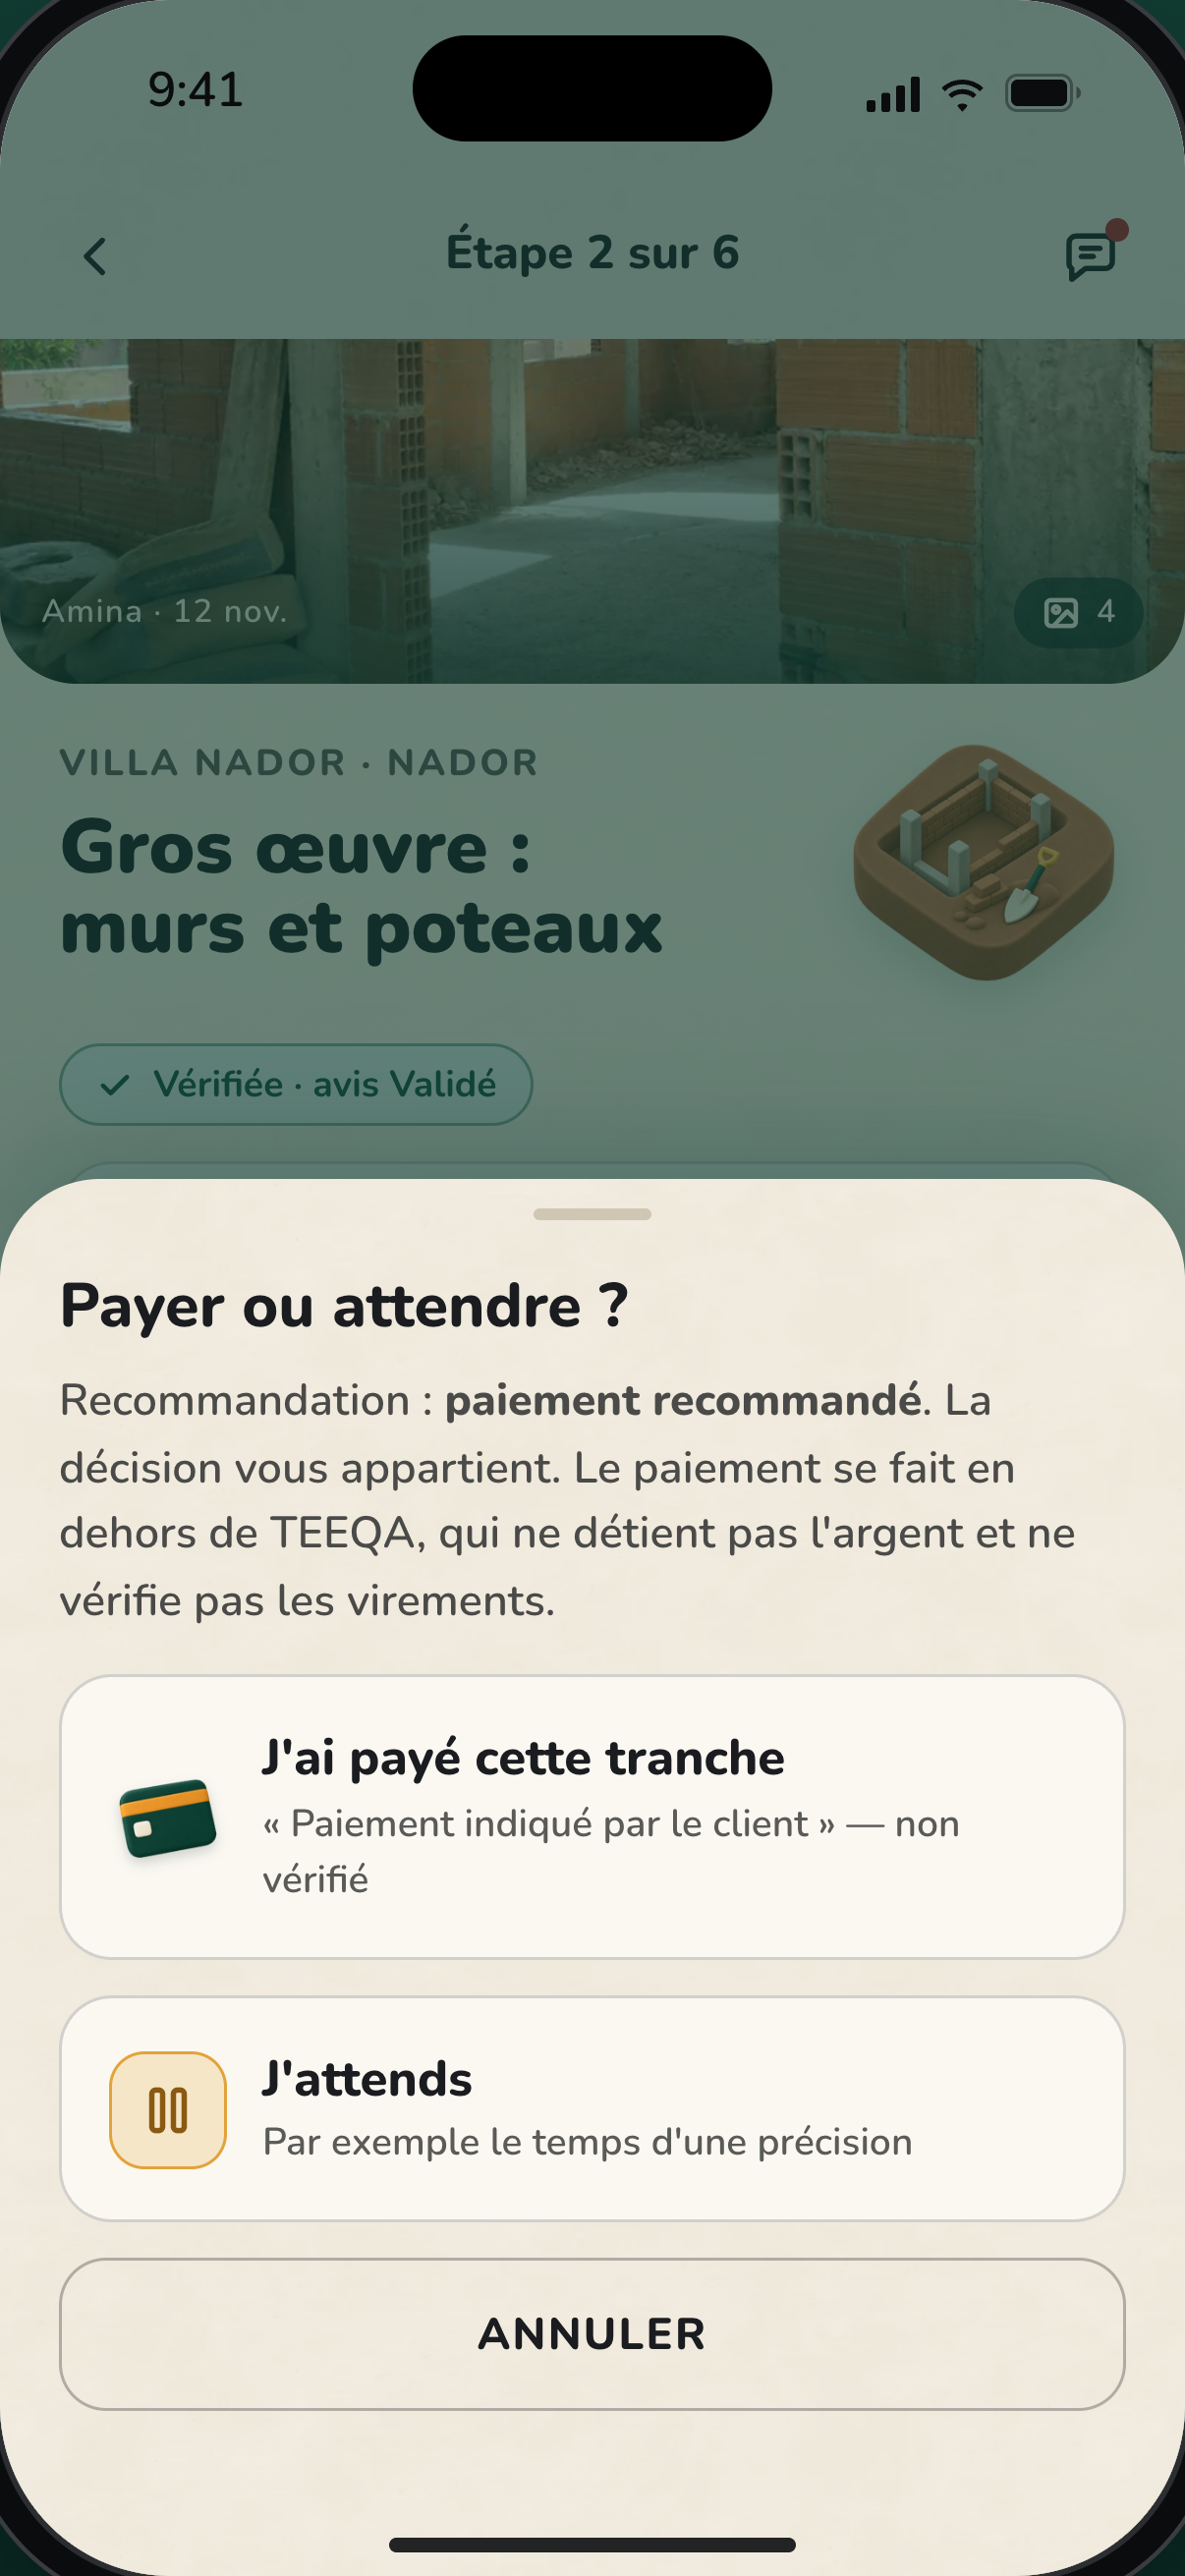 9:41
Étape 2 sur 6
Amina · 12 nov.
4
VILLA NADOR · NADOR
Gros œuvre :
murs et poteaux
Vérifiée · avis Validé
Payer ou attendre ?
Recommandation : paiement recommandé. La
décision vous appartient. Le paiement se fait en
dehors de TEEQA, qui ne détient pas l'argent et ne
vérifie pas les virements.
J'ai payé cette tranche
« Paiement indiqué par le client » — non
vérifié
J'attends
Par exemple le temps d'une précision
ANNULER